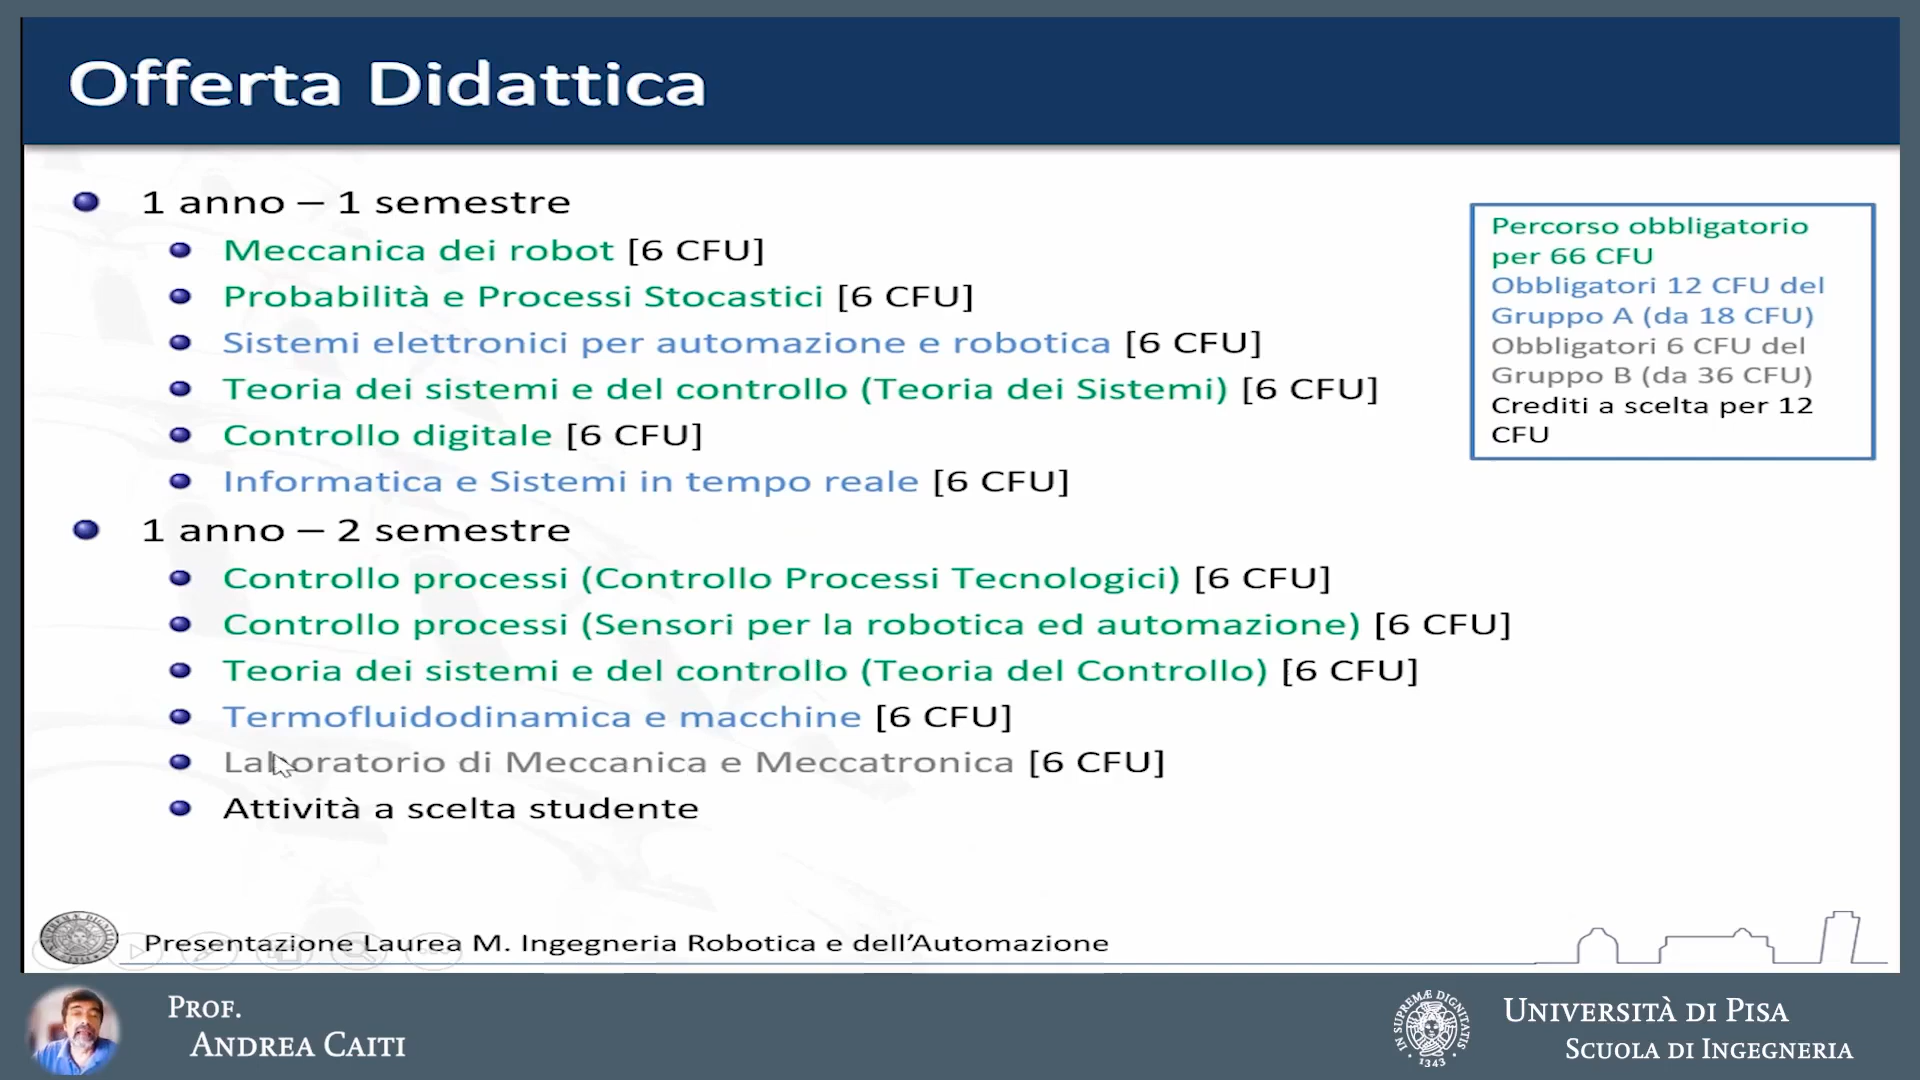 Offerta Didattica
1 anno – 1 semestre
Meccanica dei robot [6 CFU]
Probabilità e Processi Stocastici [6 CFU]
Sistemi elettronici per automazione e robotica [6 CFU]
Teoria dei sistemi e del controllo (Teoria dei Sistemi) [6 CFU]
Controllo digitale [6 CFU]
Informatica e Sistemi in tempo reale [6 CFU]
1 anno – 2 semestre
Controllo processi (Controllo Processi Tecnologici) [6 CFU]
Controllo processi (Sensori per la robotica ed automazione) [6 CFU]
Teoria dei sistemi e del controllo (Teoria del Controllo) [6 CFU]
Termofluidodinamica e macchine [6 CFU]
Laboratorio di Meccanica e Meccatronica [6 CFU]
Attività a scelta studente
Percorso obbligatorio
per 66 CFU
Obbligatori 12 CFU del
Gruppo A (da 18 CFU)
Obbligatori 6 CFU del
Gruppo B (da 36 CFU)
Crediti a scelta per 12
CFU
Presentazione Laurea M. Ingegneria Robotica e dell'Automazione
Prof.
Andrea Caiti
IN SUPREMÆ DIGNITATIS
1343
Università di Pisa
Scuola di Ingegneria